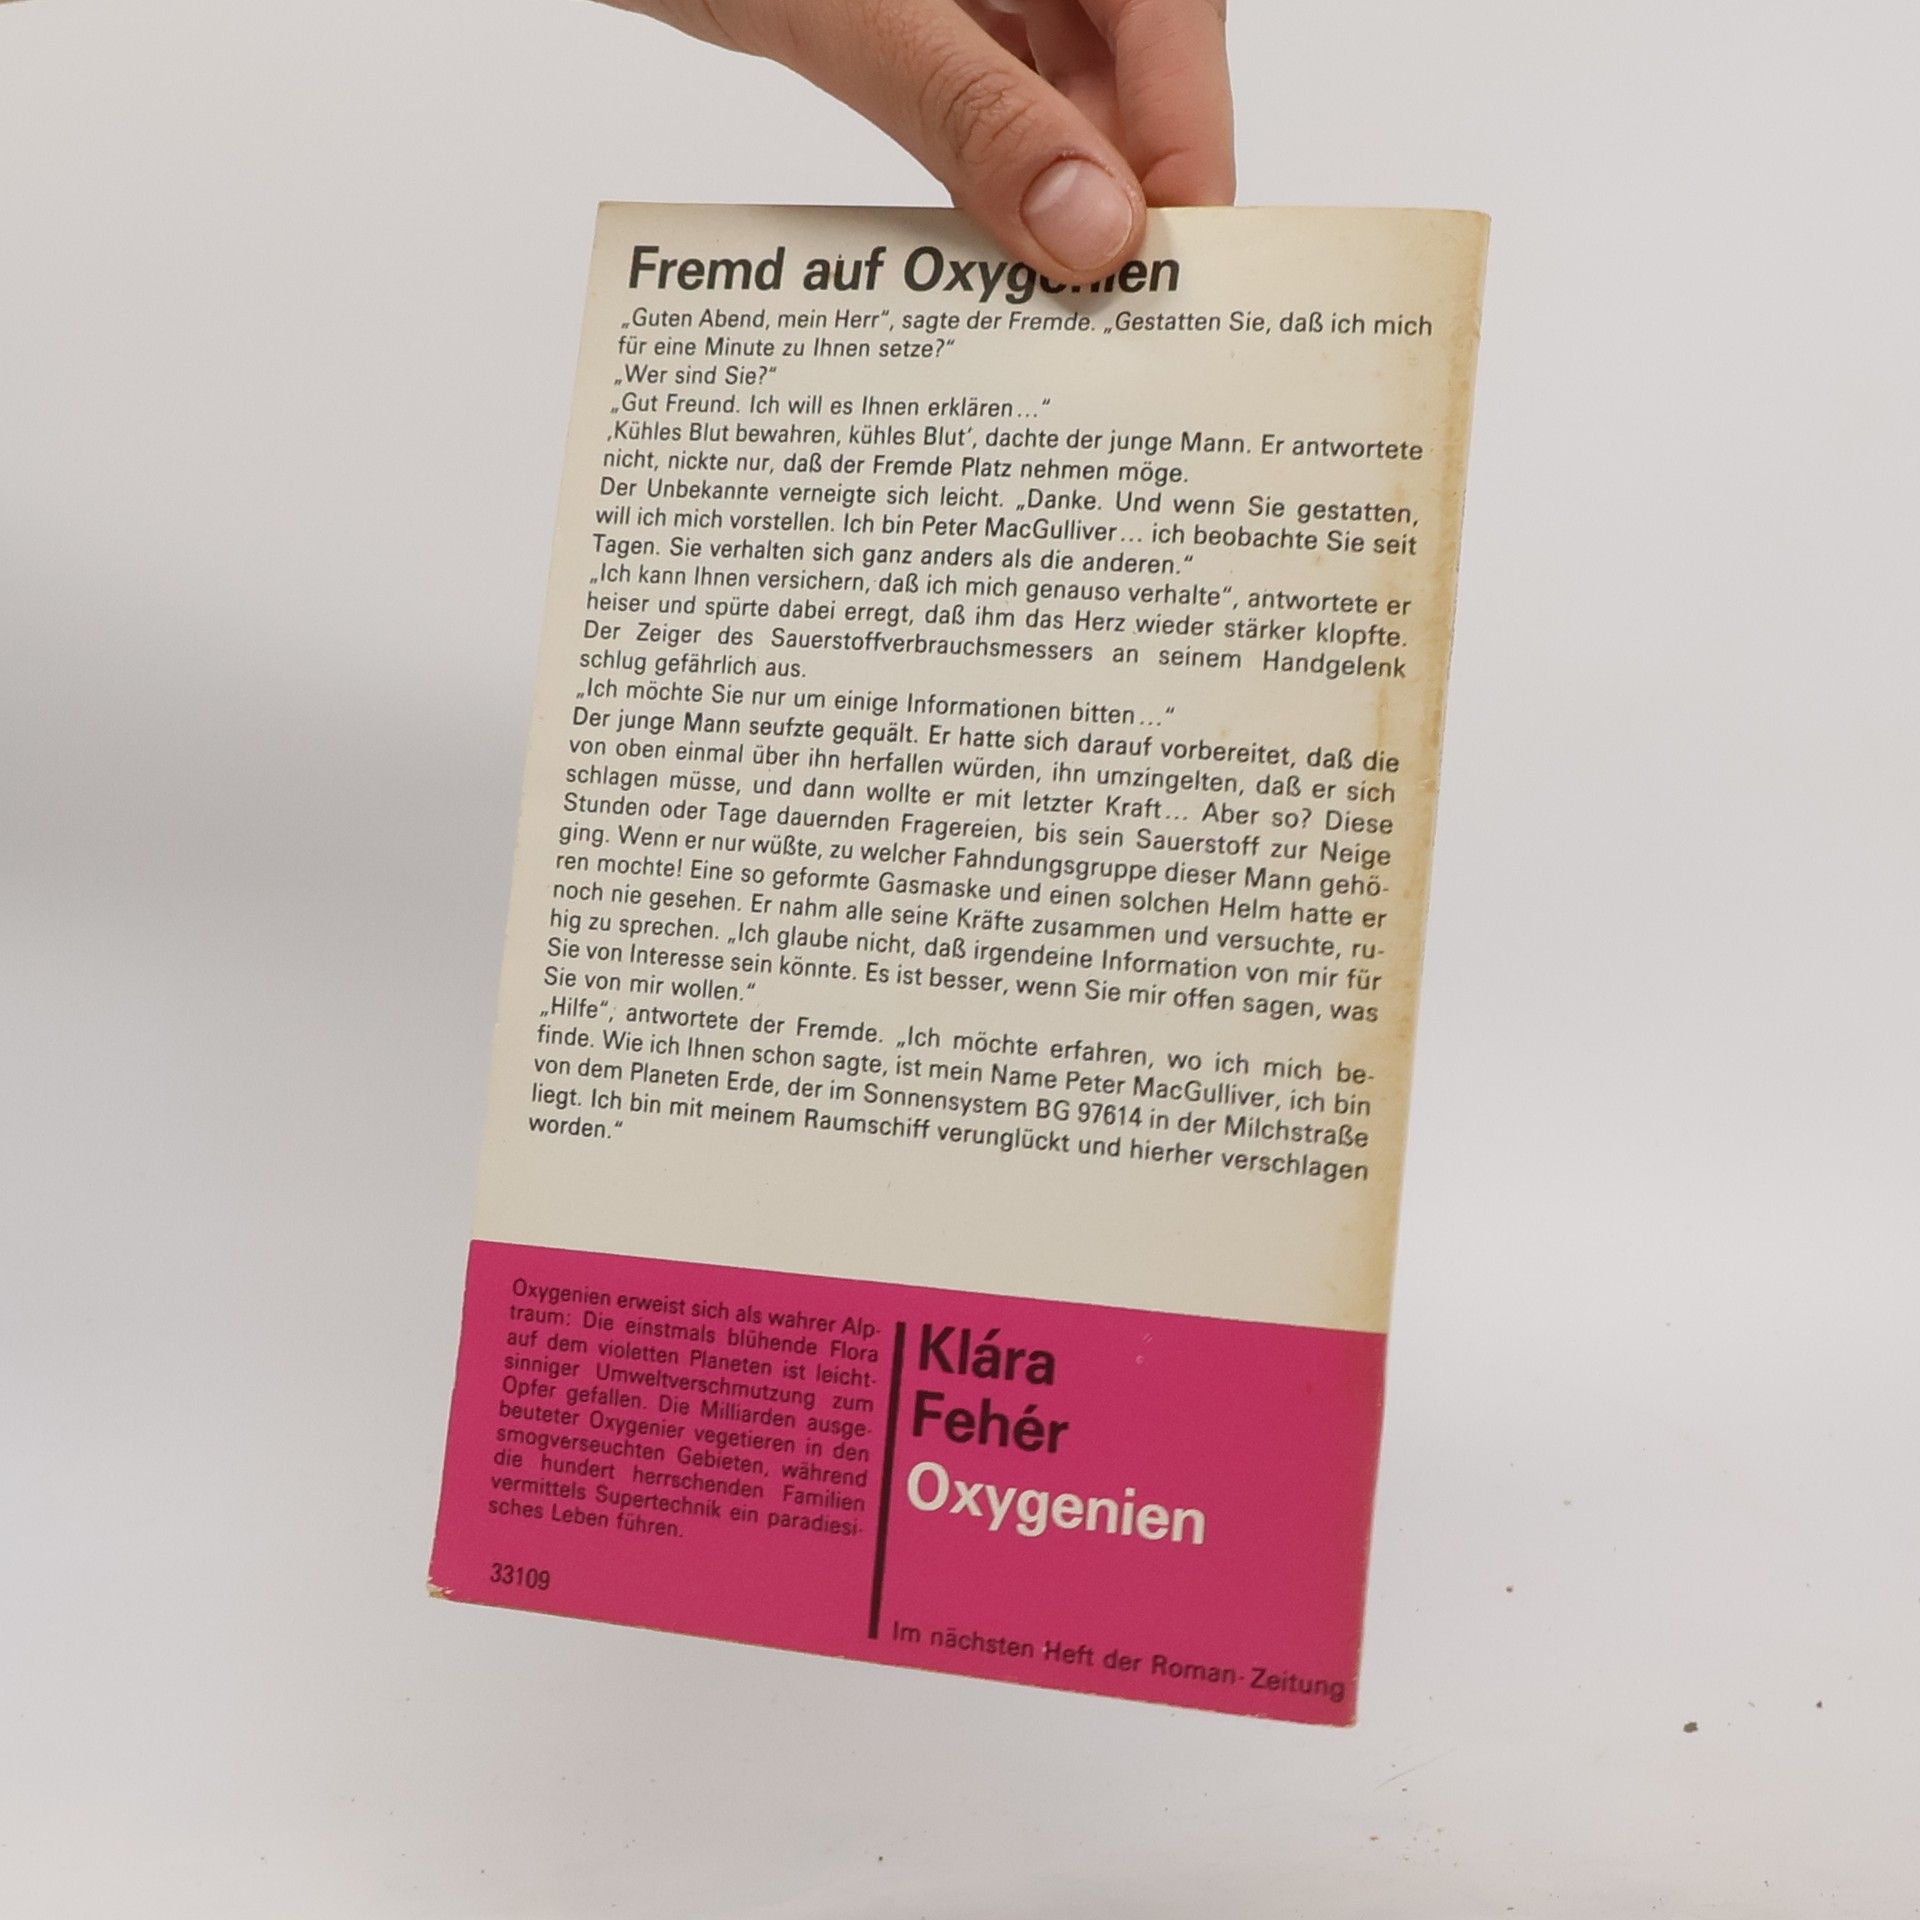 Fremd auf Oxygenien
„Guten Abend, mein Herr“, sagte der Fremde. „Gestatten Sie, daß ich mich
für eine Minute zu Ihnen setze?“
„Wer sind Sie?“
„Gut Freund. Ich will es Ihnen erklären...“
‚Kühles Blut bewahren, kühles Blut‘, dachte der junge Mann. Er antwortete
nicht, nickte nur, daß der Fremde Platz nehmen möge.
Der Unbekannte verneigte sich leicht. „Danke. Und wenn Sie gestatten,
will ich mich vorstellen. Ich bin Peter MacGulliver... ich beobachte Sie seit
Tagen. Sie verhalten sich ganz anders als die anderen.“
„Ich kann Ihnen versichern, daß ich mich genauso verhalte“, antwortete er
heiser und spürte dabei erregt, daß ihm das Herz wieder stärker klopfte.
Der Zeiger des Sauerstoffverbrauchsmessers an seinem Handgelenk
schlug gefährlich aus.
„Ich möchte Sie nur um einige Informationen bitten...“
Der junge Mann seufzte gequält. Er hatte sich darauf vorbereitet, daß die
von oben einmal über ihn herfallen würden, ihn umzingelten, daß er sich
schlagen müsse, und dann wollte er mit letzter Kraft... Aber so? Diese
Stunden oder Tage dauernden Fragereien, bis sein Sauerstoff zur Neige
ging. Wenn er nur wüßte, zu welcher Fahndungsgruppe dieser Mann gehö-
ren mochte! Eine so geformte Gasmaske und einen solchen Helm hatte er
noch nie gesehen. Er nahm alle seine Kräfte zusammen und versuchte, ru-
hig zu sprechen. „Ich glaube nicht, daß irgendeine Information von mir für
Sie von Interesse sein könnte. Es ist besser, wenn Sie mir offen sagen, was
Sie von mir wollen.“
„Hilfe“, antwortete der Fremde. „Ich möchte erfahren, wo ich mich be-
finde. Wie ich Ihnen schon sagte, ist mein Name Peter MacGulliver, ich bin
von dem Planeten Erde, der im Sonnensystem BG 97614 in der Milchstraße
liegt. Ich bin mit meinem Raumschiff verunglückt und hierher verschlagen
worden.“
Oxygenien erweist sich als wahrer Alp-
traum: Die einstmals blühende Flora
auf dem violetten Planeten ist leicht-
sinniger Umweltverschmutzung zum
Opfer gefallen. Die Milliarden ausge-
beuteter Oxygenier vegetieren in den
smogverseuchten Gebieten, während
die hundert herrschenden Familien
vermittels Supertechnik ein paradiesi-
sches Leben führen.
33109
Klára
Fehér
Oxygenien
Im nächsten Heft der Roman-Zeitung